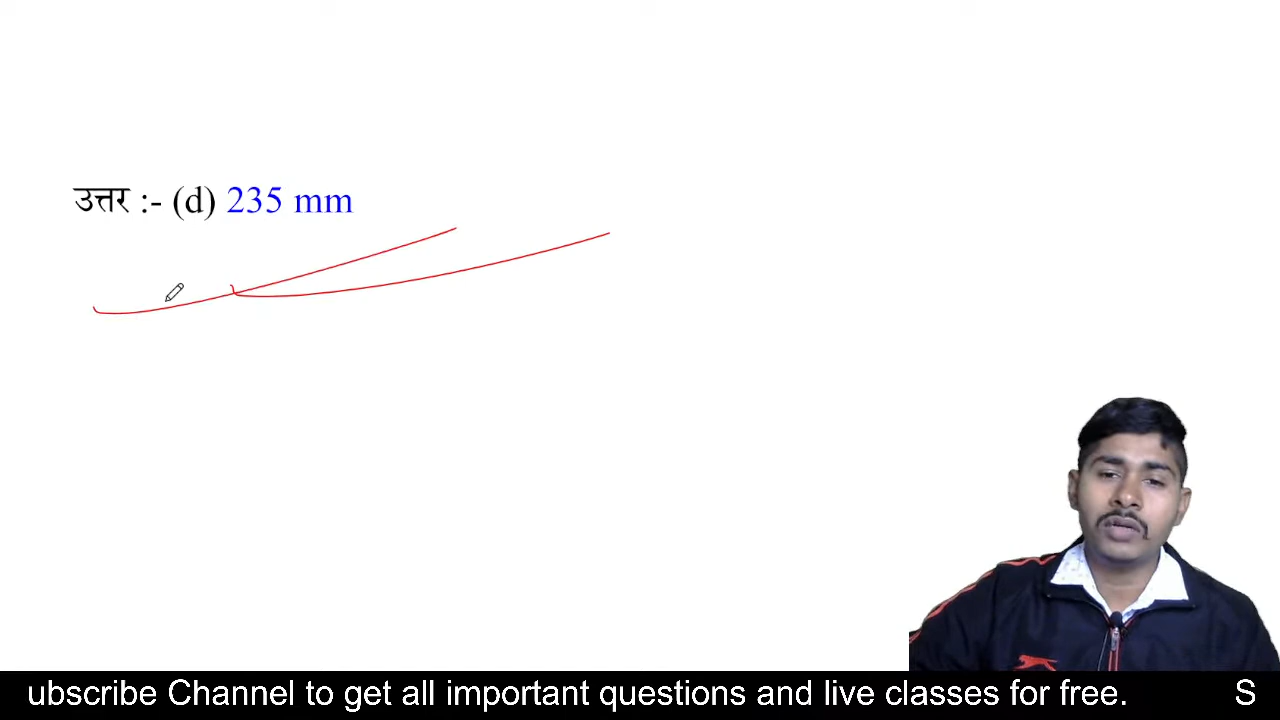 उत्तर :- (d) 235 mm
ubscribe Channel to get all important questions and live classes for free. S